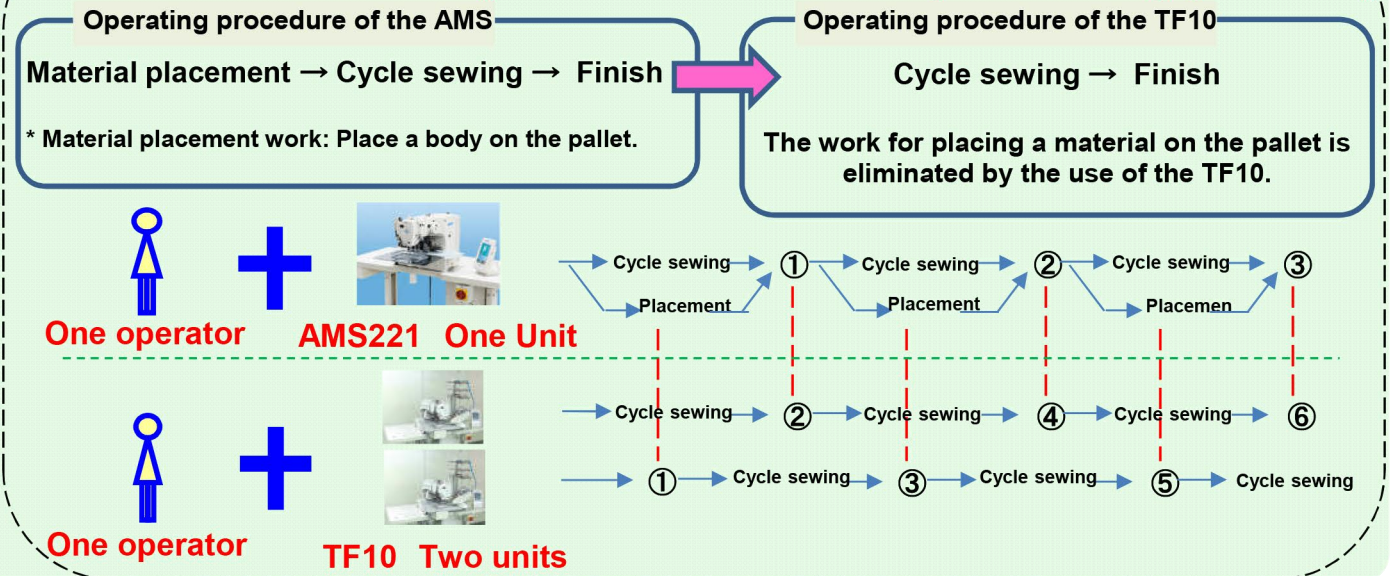 Operating procedure of the AMS
Material placement → Cycle sewing → Finish
* Material placement work: Place a body on the pallet.
Operating procedure of the TF10
Cycle sewing → Finish
The work for placing a material on the pallet is
eliminated by the use of the TF10.
One operator
AMS221 One Unit
Cycle sewing ① Cycle sewing ② Cycle sewing ③
Placement Placement Placemen
One operator
TF10 Two units
Cycle sewing ② Cycle sewing ④ Cycle sewing ⑥
① Cycle sewing ③ Cycle sewing ⑤ Cycle sewing